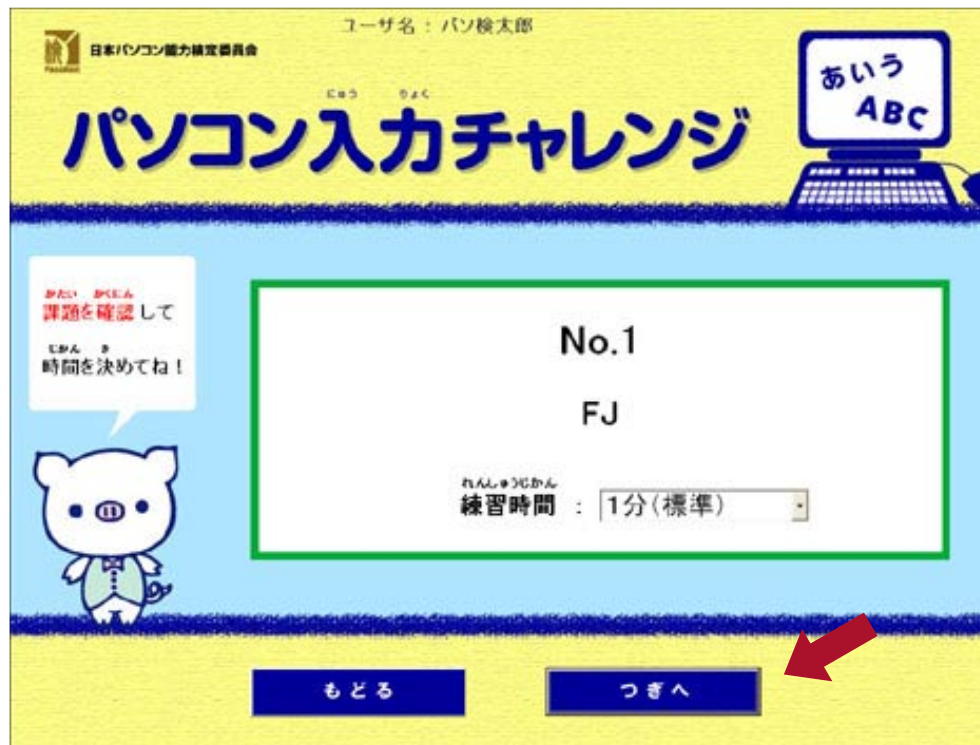 ユーザ名 : パソ検太郎
検
日本パソコン能力検定委員会
にゅう りょく
パソコン入力チャレンジ
あいう
ABC
かだい かくにん
課題を確認して
じかん き
時間を決めてね!
No.1
FJ
れんしゅうじかん
練習時間 : 1分(標準)
もどる
つぎへ